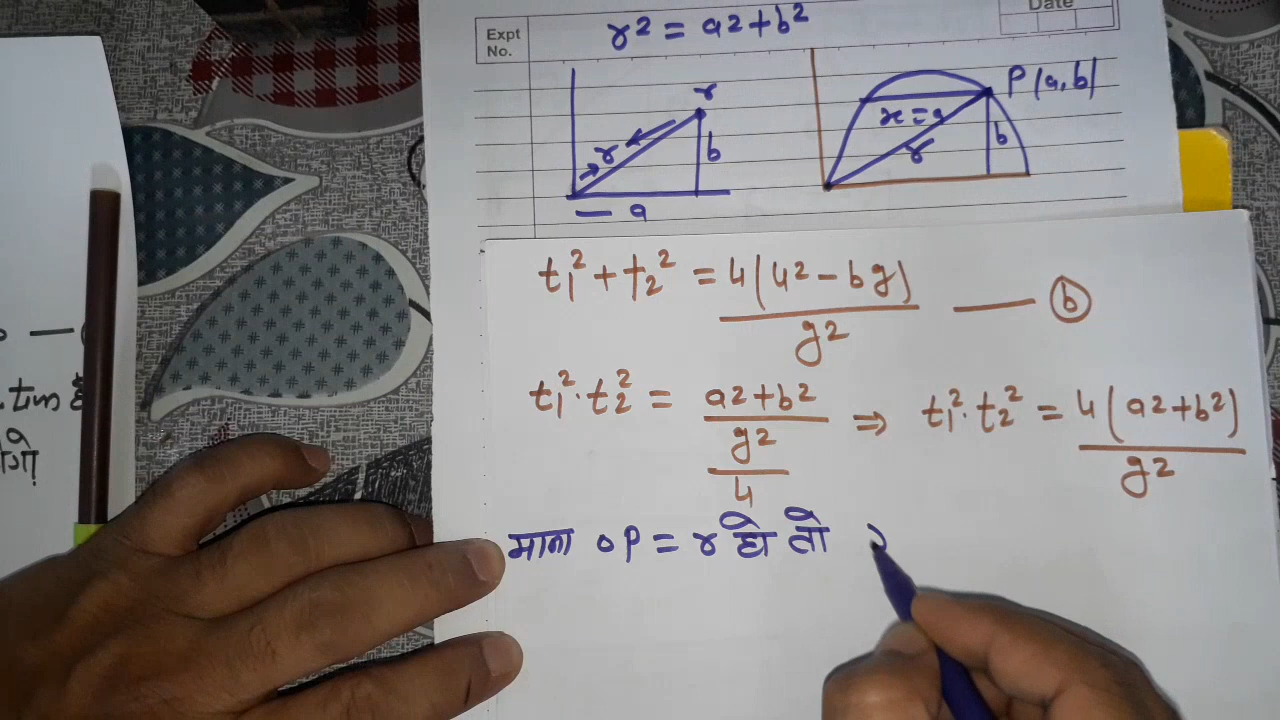 Expt No.
Date
r² = a² + b²
r
r
b
a
P(a,b)
x = a
r
b
t₁² + t₂² = 4(u² − bg) / g² —— (b)
t₁² · t₂² = (a² + b²) / (g² / 4) ⇒ t₁² · t₂² = 4(a² + b²) / g²
माना OP = r हो तो